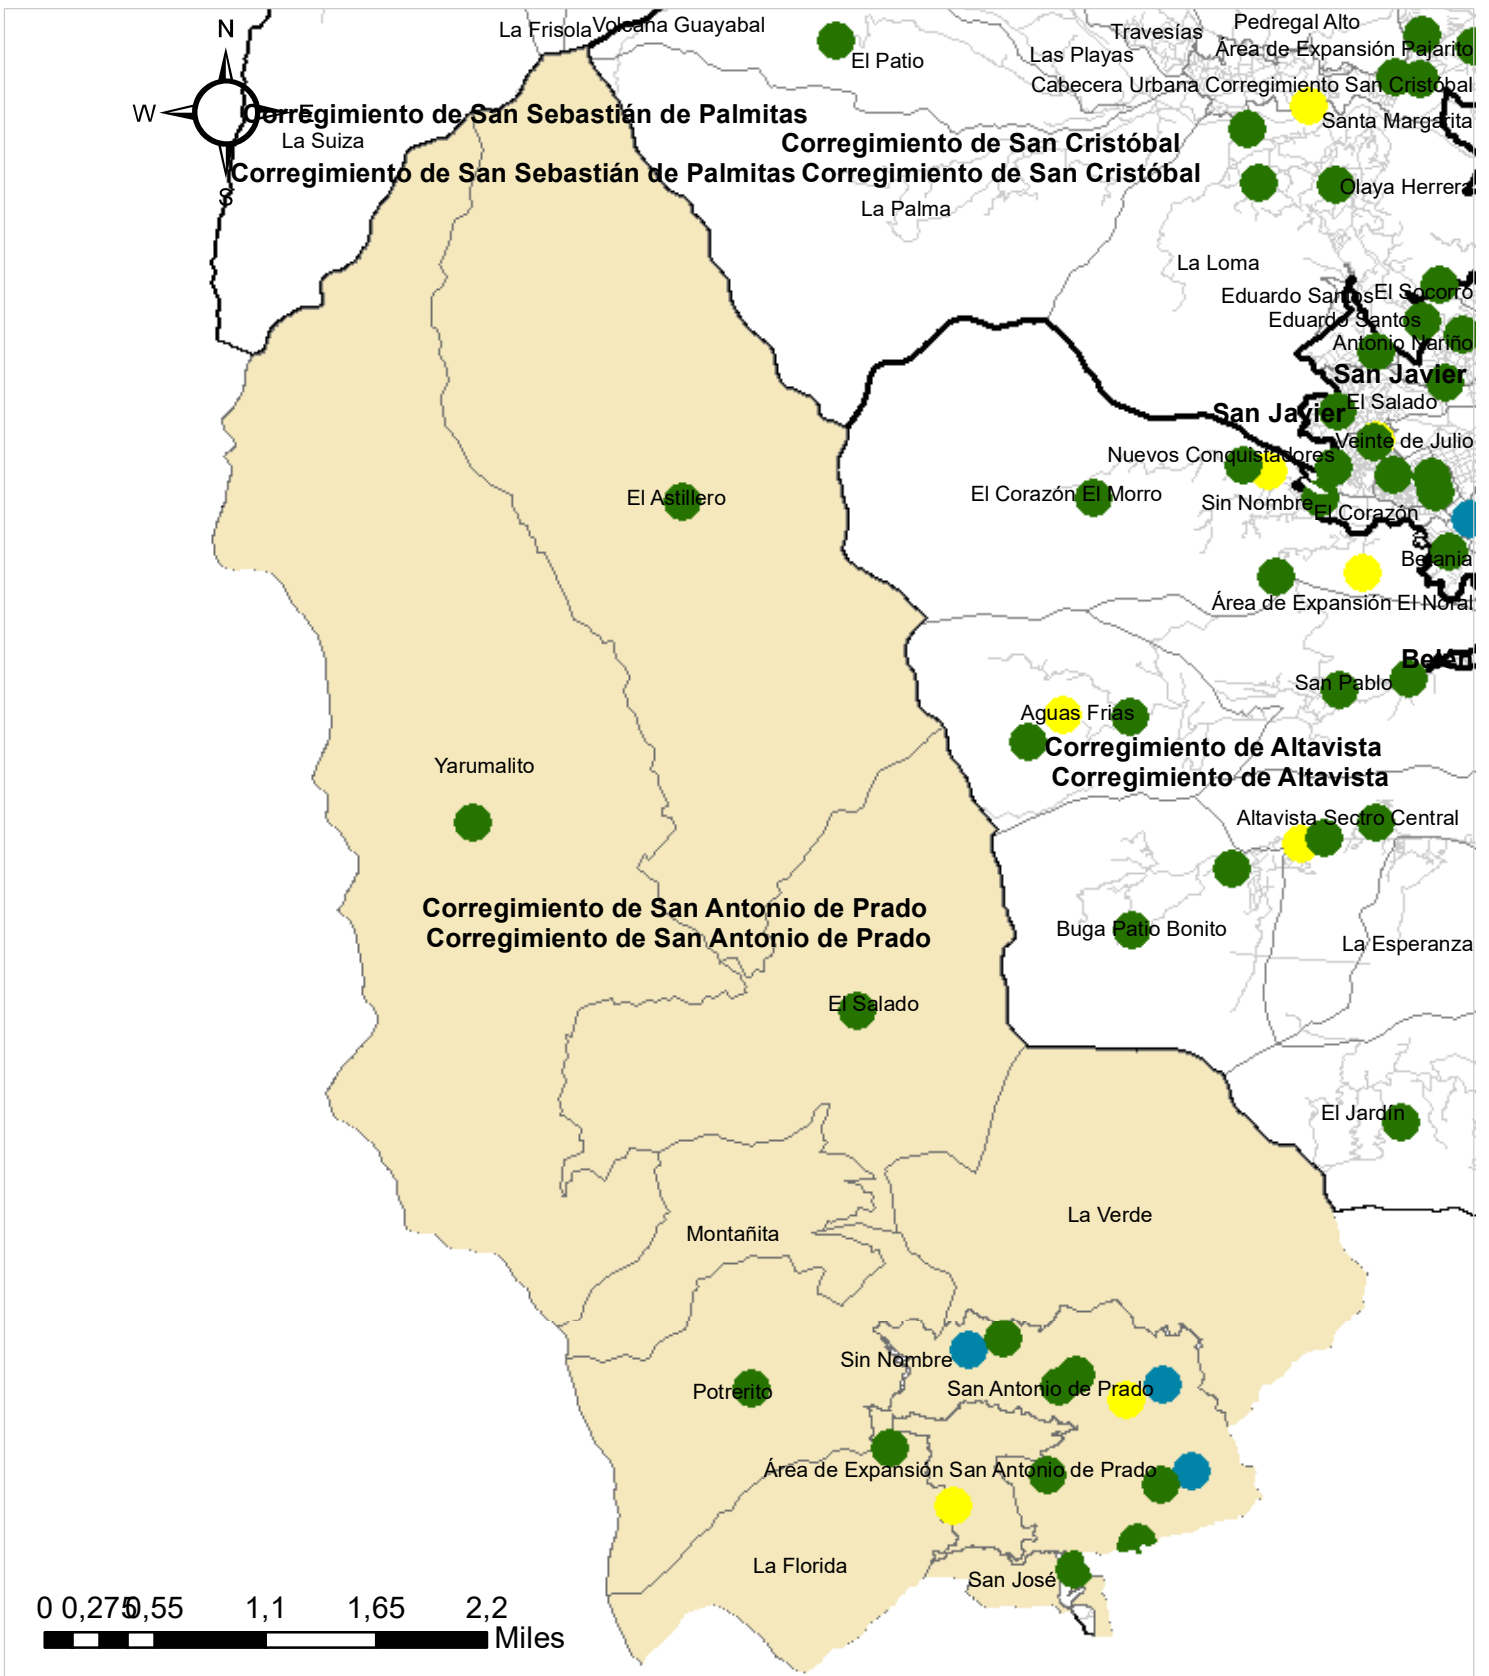 N
W
E
S
La Frisola
Volcana Guayabal
El Patio
Travesías
Pedregal Alto
Las Playas
Área de Expansión Pajarito
Cabecera Urbana Corregimiento San Cristóbal
Santa Margarita
Corregimiento de San Sebastián de Palmitas
La Suiza
Corregimiento de San Cristóbal
Corregimiento de San Sebastián de Palmitas
Corregimiento de San Cristóbal
Olaya Herrera
La Palma
La Loma
Eduardo Santos
El Socorro
Eduardo Santos
Antonio Nariño
San Javier
El Salado
San Javier
Veinte de Julio
Nuevos Conquistadores
El Corazón El Morro
El Astillero
Sin Nombre
El Corazón
Betania
Área de Expansión El Noral
Belén
San Pablo
Aguas Frias
Corregimiento de Altavista
Corregimiento de Altavista
Yarumalito
Altavista Sectro Central
Corregimiento de San Antonio de Prado
Corregimiento de San Antonio de Prado
Buga Patio Bonito
La Esperanza
El Salado
El Jardín
La Verde
Montañita
Sin Nombre
San Antonio de Prado
Potrerito
Área de Expansión San Antonio de Prado
La Florida
San José
0 0,275 0,55 1,1 1,65 2,2
Miles